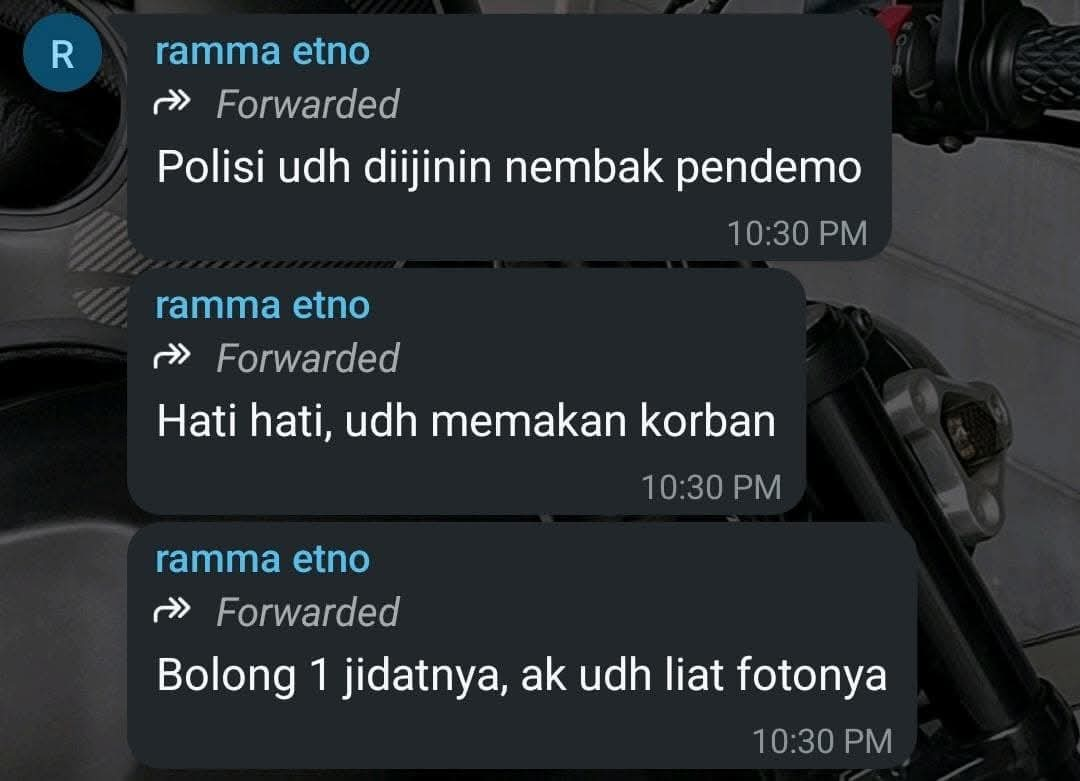 R
ramma etno
Forwarded
Polisi udh diijinin nembak pendemo
10:30 PM
ramma etno
Forwarded
Hati hati, udh memakan korban
10:30 PM
ramma etno
Forwarded
Bolong 1 jidatnya, ak udh liat fotonya
10:30 PM